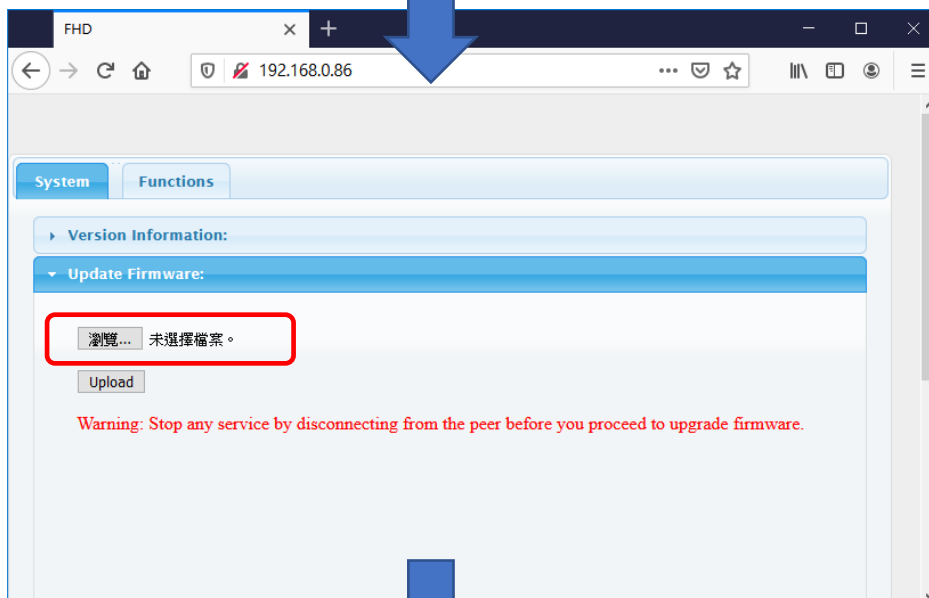 FHD
192.168.0.86
System Functions
Version Information:
Update Firmware:
瀏覽... 未選擇檔案。
Upload
Warning: Stop any service by disconnecting from the peer before you proceed to upgrade firmware.